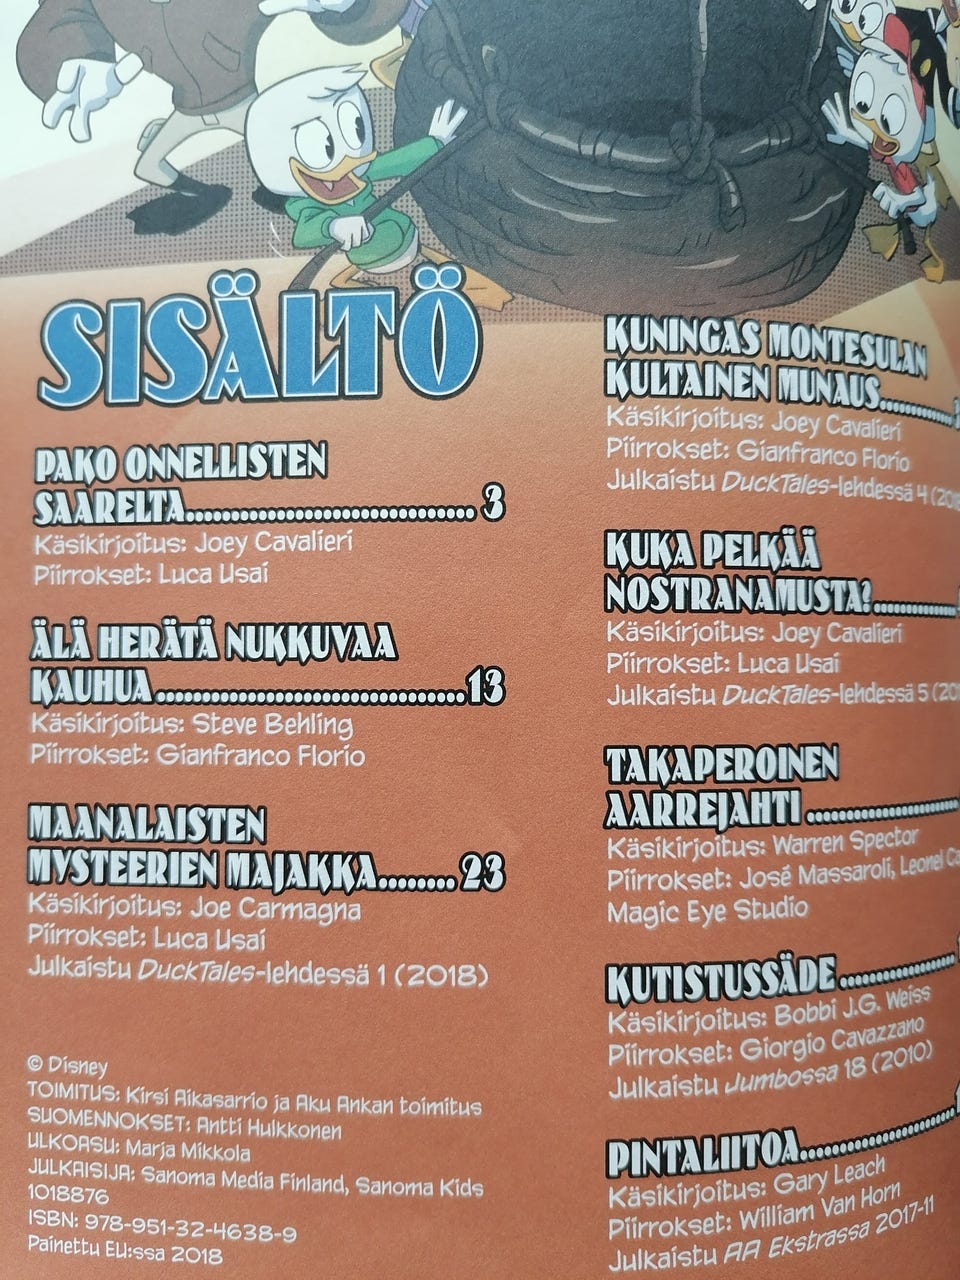 SISÄLTÖ
PAKO ONNELLISTEN
SAARELTA................................ 3
Käsikirjoitus: Joey Cavalieri
Piirrokset: Luca Usai
ÄLÄ HERÄTÄ NUKKUVAA
KAUHUA..................................13
Käsikirjoitus: Steve Behling
Piirrokset: Gianfranco Florio
MAANALAISTEN
MYSTEERIEN MAJAKKA........23
Käsikirjoitus: Joe Carmagna
Piirrokset: Luca Usai
Julkaistu DuckTales-lehdessä 1 (2018)
© Disney
TOIMITUS: Kirsi Aikasarrio ja Aku Ankan toimitus
SUOMENNOKSET: Antti Hulkkonen
ULKOASU: Marja Mikkola
JULKAISIJA: Sanoma Media Finland, Sanoma Kids
1018876
ISBN: 978-951-32-4638-9
Painettu EU:ssa 2018
KUNINGAS MONTESULAN
KULTAINEN MUNAUS..........
Käsikirjoitus: Joey Cavalieri
Piirrokset: Gianfranco Florio
Julkaistu DuckTales-lehdessä 4
KUKA PELKÄÄ
NOSTRANAMUSTA?...........
Käsikirjoitus: Joey Cavalieri
Piirrokset: Luca Usai
Julkaistu DuckTales-lehdessä 5
TAKAPEROINEN
AARREJAHTI...................
Käsikirjoitus: Warren Spector
Piirrokset: José Massaroli, Leonel
Magic Eye Studio
KUTISTUSSÄDE..............
Käsikirjoitus: Bobbi J.G. Weiss
Piirrokset: Giorgio Cavazzano
Julkaistu Jumbossa 18 (2010)
PINTALIITOA...................
Käsikirjoitus: Gary Leach
Piirrokset: William Van Horn
Julkaistu AA Ekstrassa 2017-11